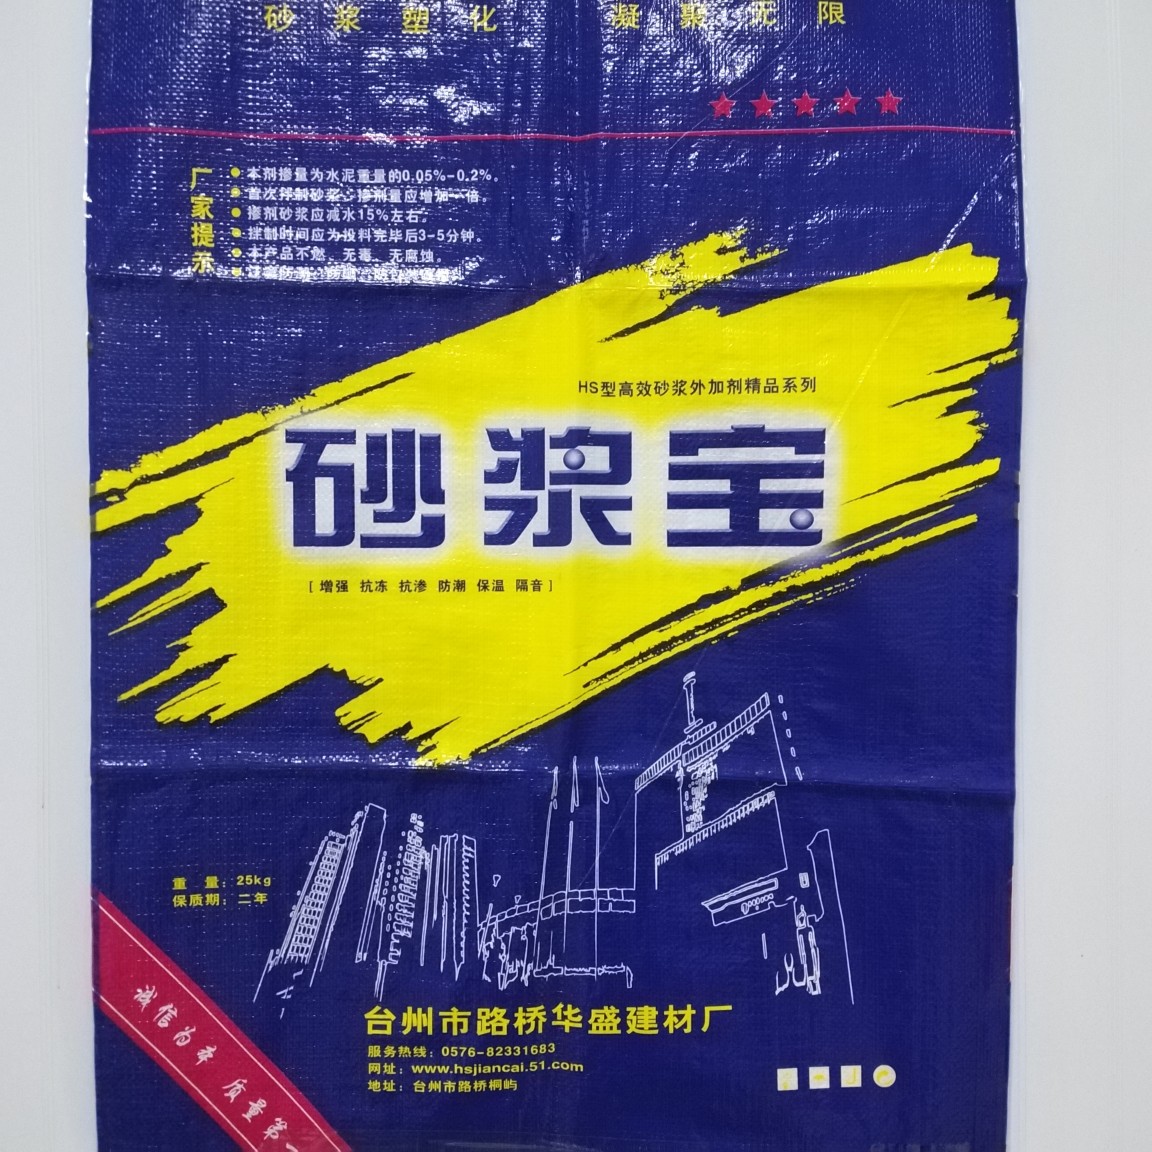 砂浆塑化 凝聚无限
厂家提示
本剂掺量为水泥重量的0.05%-0.2%。
首次拌制砂浆，掺剂量应增加一倍。
掺剂砂浆应减水15%左右。
拌制时间应为投料完毕后3-5分钟。
本产品不燃、无毒、无腐蚀。
HS型高效砂浆外加剂精品系列
砂浆宝
[ 增强 抗冻 抗渗 防潮 保温 隔音 ]
重 量：25kg
保质期：二年
诚信为本 质量第一
台州市路桥华盛建材厂
服务热线：0576-82331683
网址：www.hsjiancai.51.com
地址：台州市路桥桐屿